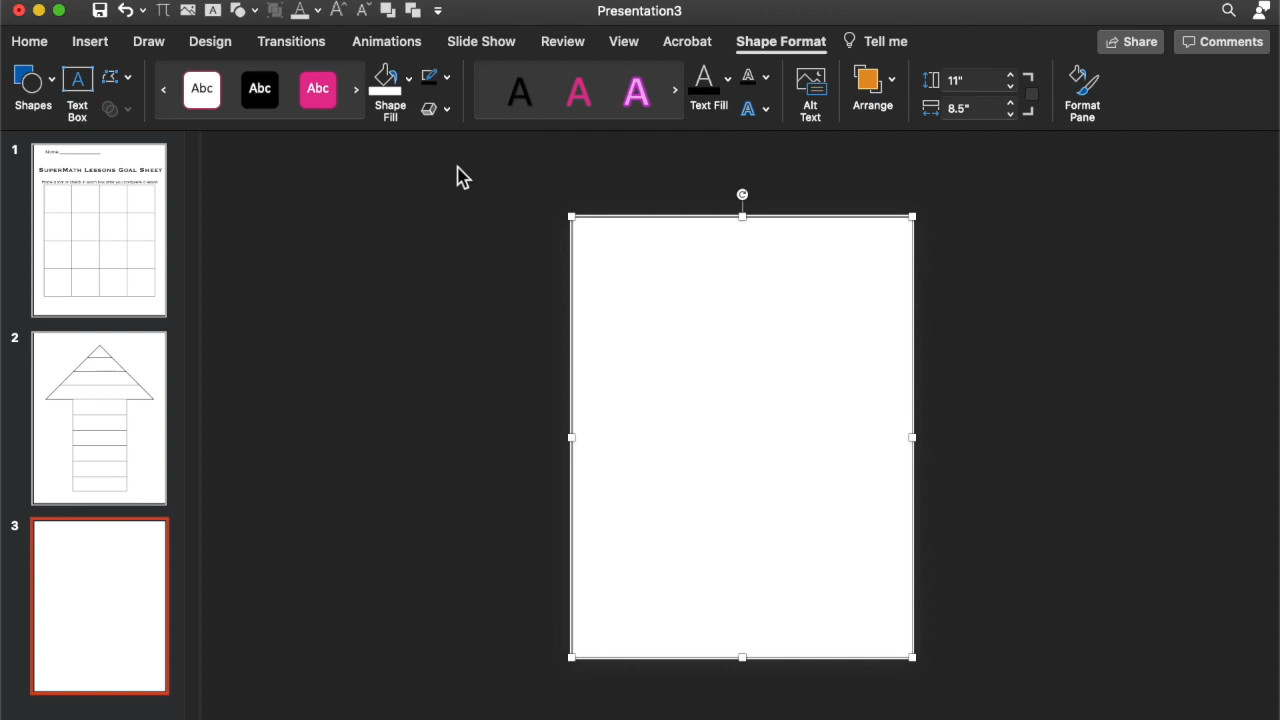 Presentation3
Home Insert Draw Design Transitions Animations Slide Show Review View Acrobat Shape Format Tell me Share Comments
Shapes
Text Box
Abc Abc Abc
Shape Fill
A A A
Text Fill
Alt Text
Arrange
11"
8.5"
Format Pane
1
Name
SuperMath Lessons Goal Sheet
2
3